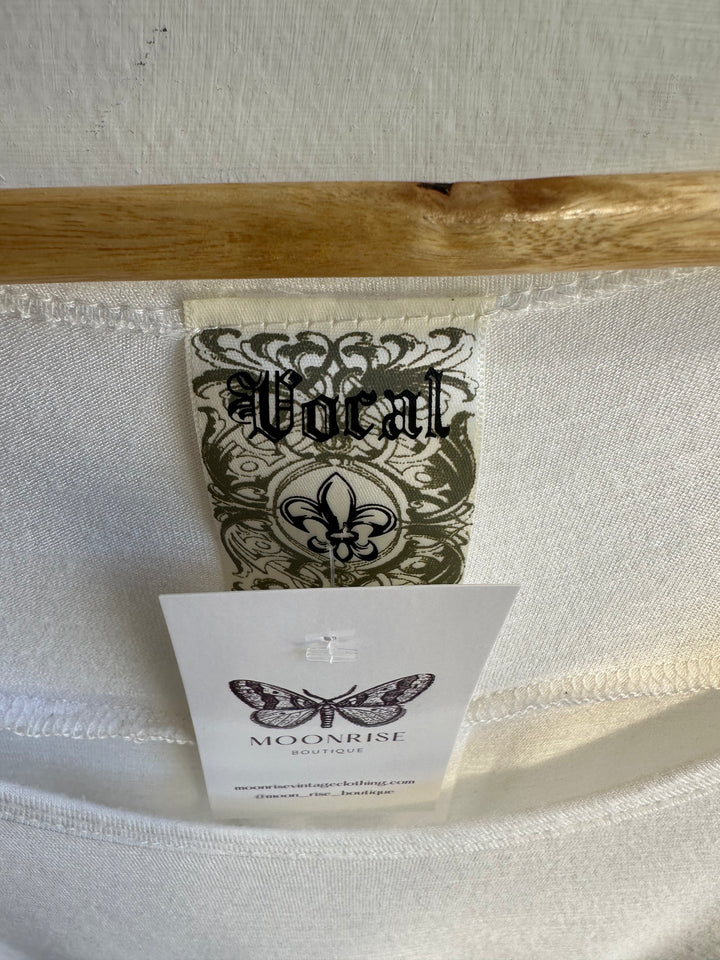 Vocal
MOONRISE
BOUTIQUE
moonrisevintageclothing.com
@moon_rise_boutique